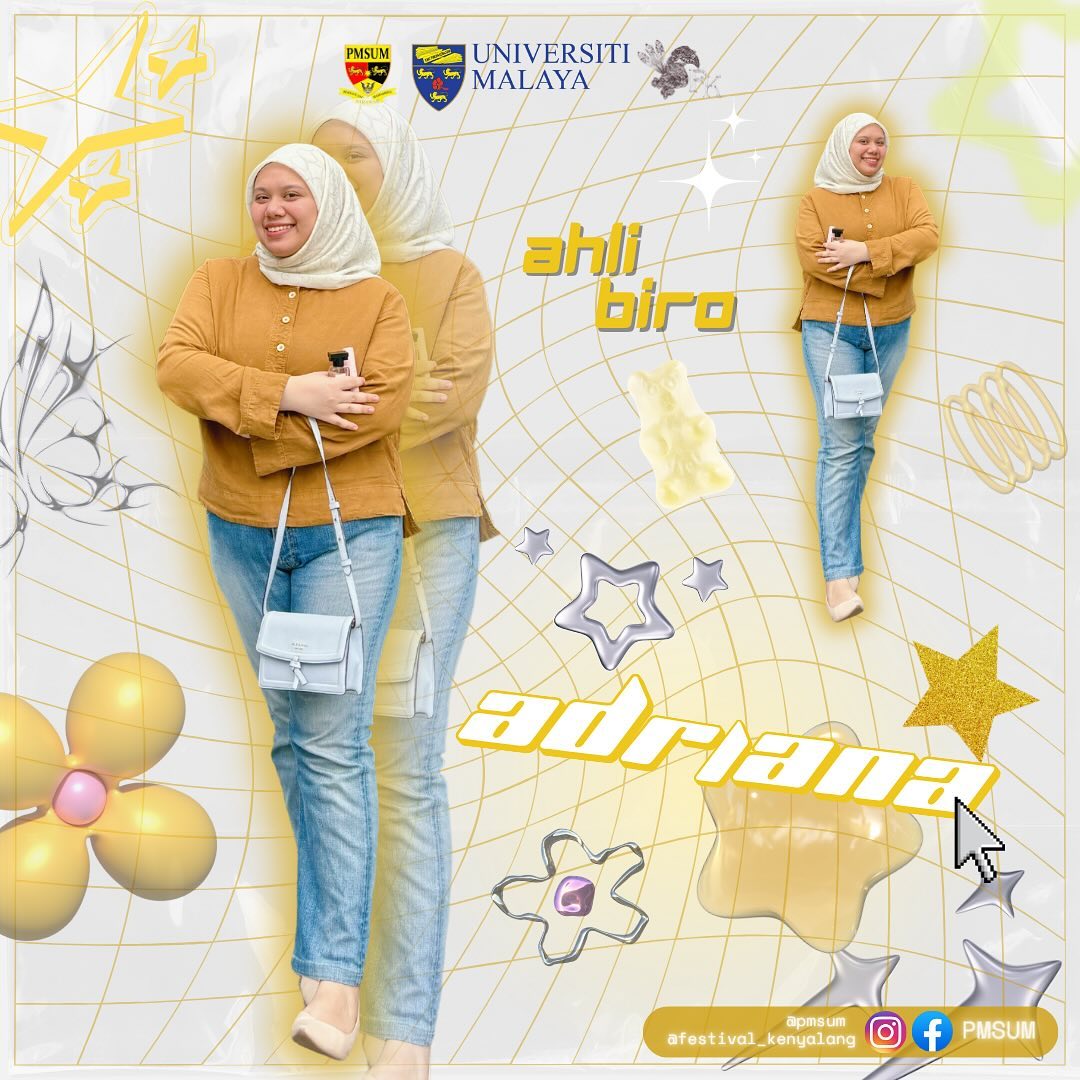 PMSUM
UNIVERSITI
MALAYA
ahli
biro
adriana
@pmsum
@festival_kenyalang
PMSUM